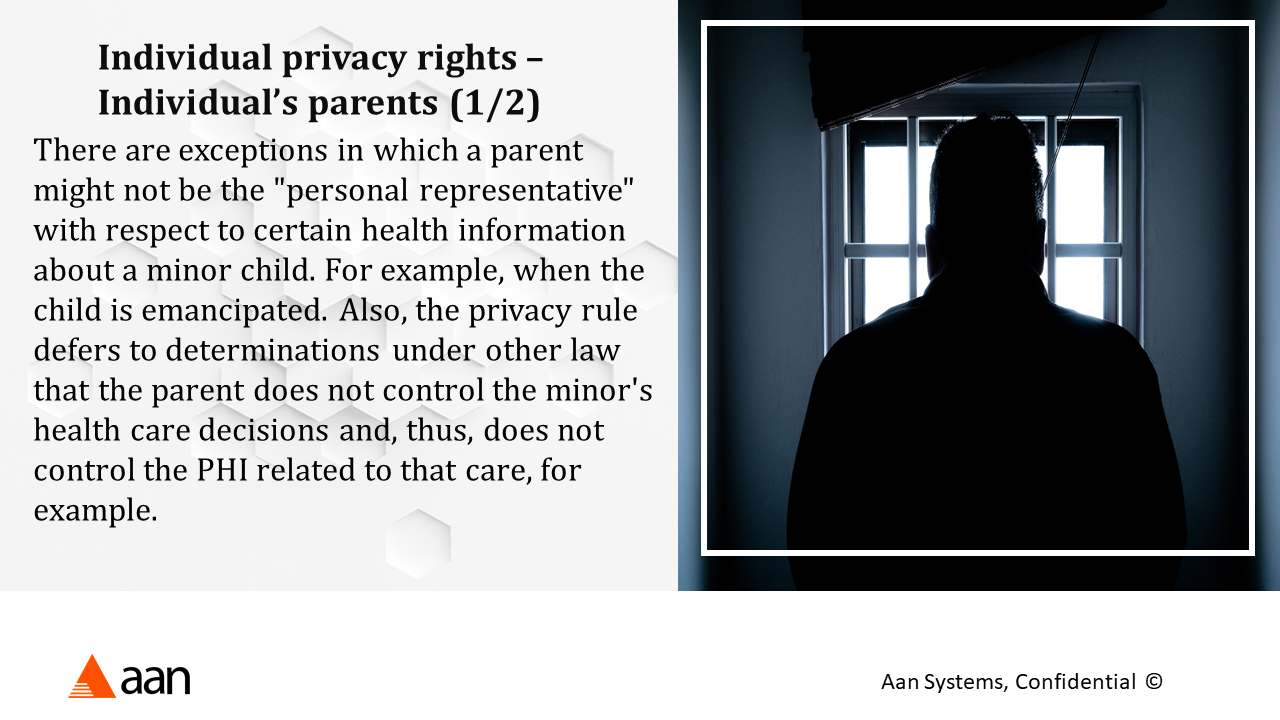 Individual privacy rights –
Individual’s parents (1/2)
There are exceptions in which a parent
might not be the "personal representative"
with respect to certain health information
about a minor child. For example, when the
child is emancipated. Also, the privacy rule
defers to determinations under other law
that the parent does not control the minor's
health care decisions and, thus, does not
control the PHI related to that care, for
example.
aan
Aan Systems, Confidential ©